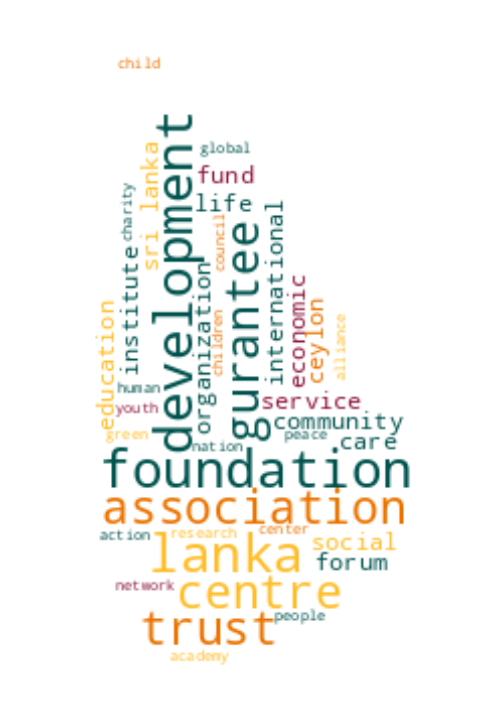 child
development
global
fund
sri lanka
charity
life
council
gurantee
international
institute
organization
economic
education
ceylon
children
alliance
human
youth
service
community
green
nation
peace
care
foundation
association
action
research
center
lanka
social
forum
network
centre
people
trust
academy